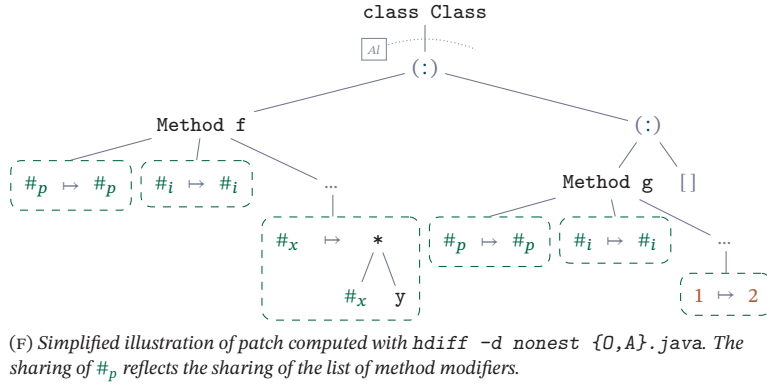 class Class
Al
(:)
Method f
(:)
#p ↦ #p
#i ↦ #i
...
Method g
[]
#x ↦ *
#p ↦ #p
#i ↦ #i
...
#x y
1 ↦ 2
(F) Simplified illustration of patch computed with hdiff -d nonest {O,A}.java. The
sharing of #p reflects the sharing of the list of method modifiers.